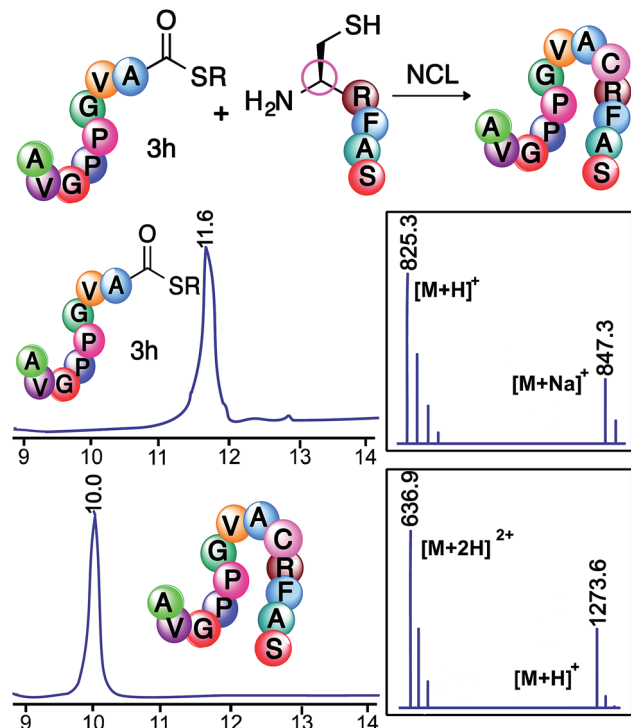 O
SR
V A
G
P
P
G
V
A
3h
+
SH
H₂N
R
F
A
S
NCL
V A C
G R
P F
P A
G S
V
A
O
SR
V A
G
P
P
G
V
A
3h
11.6
9 10 11 12 13 14
825.3
[M+H]⁺
847.3
[M+Na]⁺
10.0
V A C
G R
P F
P A
G S
V
A
9 10 11 12 13 14
636.9
[M+2H]²⁺
1273.6
[M+H]⁺